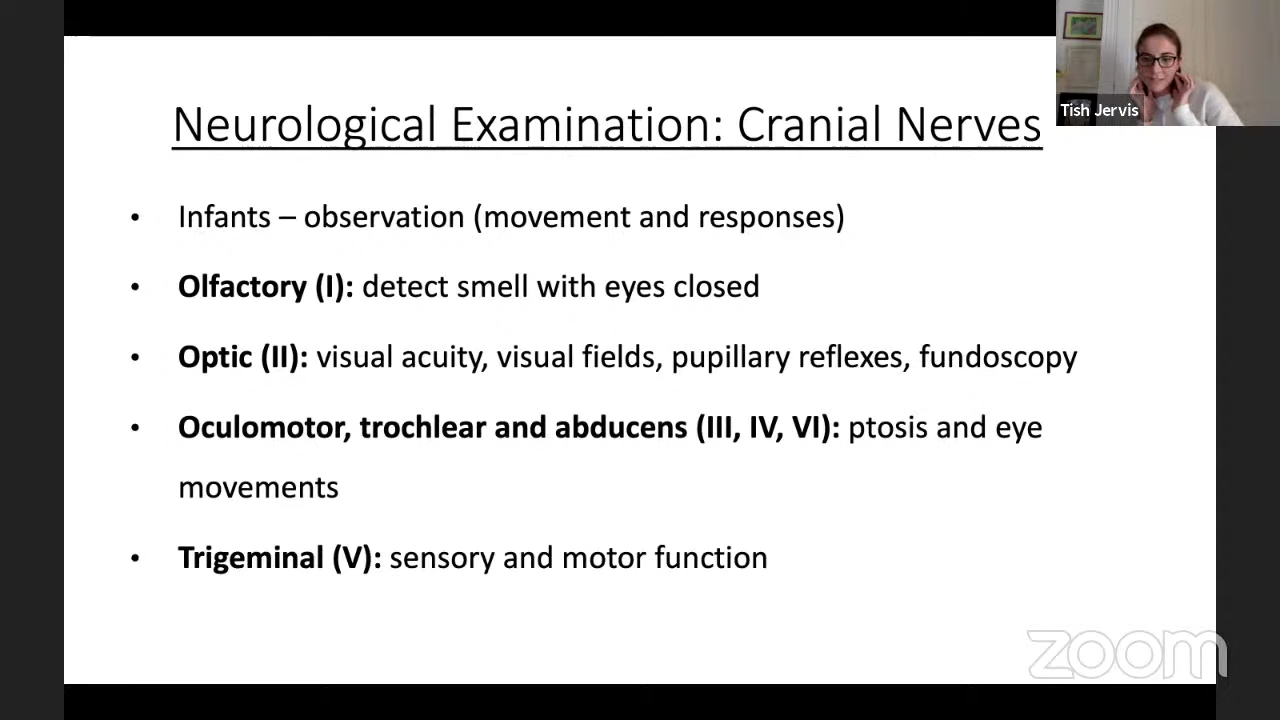 Neurological Examination: Cranial Nerves
Tish Jervis
• Infants – observation (movement and responses)
• Olfactory (I): detect smell with eyes closed
• Optic (II): visual acuity, visual fields, pupillary reflexes, fundoscopy
• Oculomotor, trochlear and abducens (III, IV, VI): ptosis and eye
movements
• Trigeminal (V): sensory and motor function
zoom